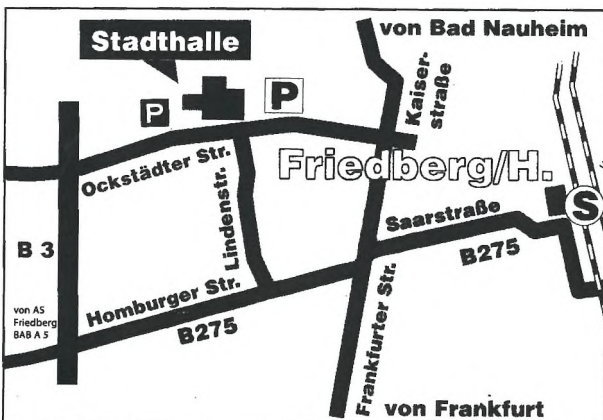 von Bad Nauheim
Stadthalle
P
P
Kaiser-
straße
Ockstädter Str.
Friedberg/H.
Lindenstr.
Saarstraße
S
B 3
B275
von AS
Friedberg
BAB A 5
Homburger Str.
B275
Frankfurter Str.
von Frankfurt